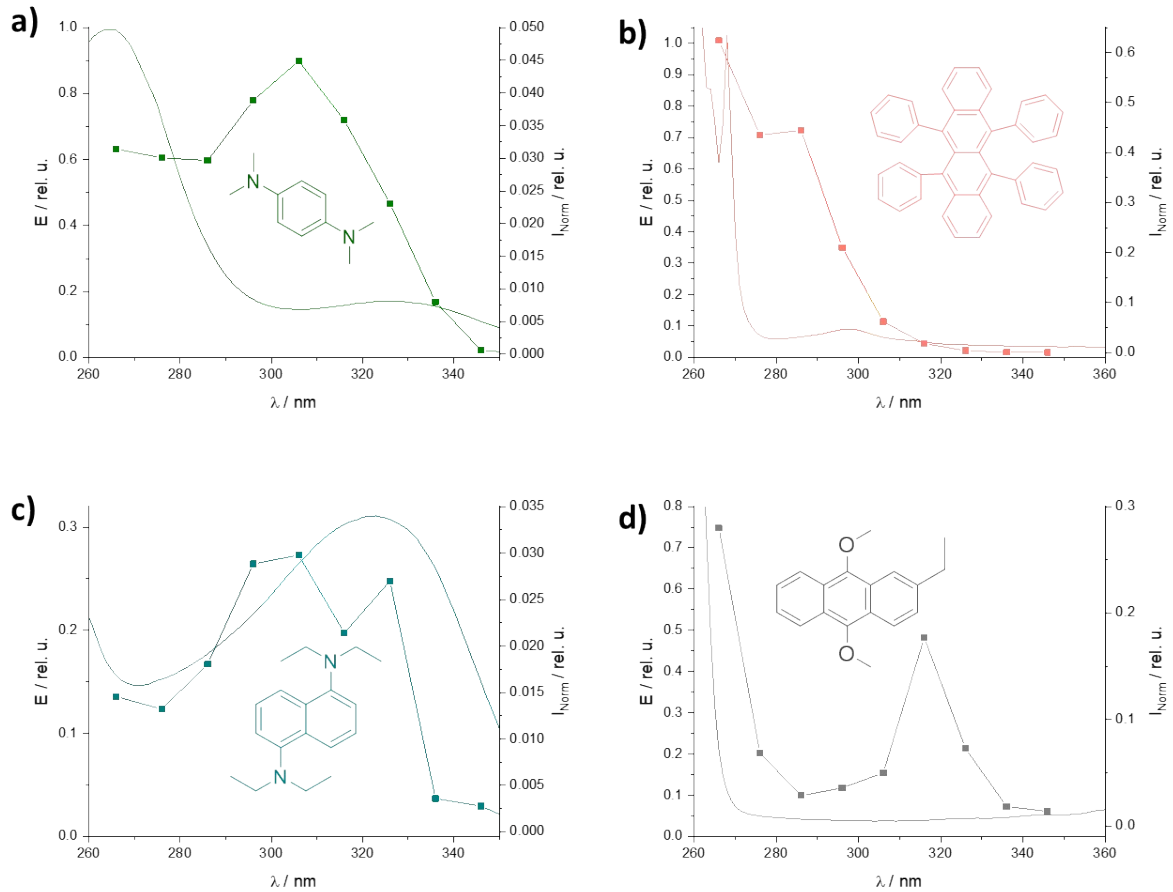 a)
1.0
0.8
0.6
0.4
0.2
0.0
E / rel. u.
0.050
0.045
0.040
0.035
0.030
0.025
0.020
0.015
0.010
0.005
0.000
I_Norm / rel. u.
260 280 300 320 340
λ / nm
N
N
b)
1.0
0.9
0.8
0.7
0.6
0.5
0.4
0.3
0.2
0.1
0.0
E / rel. u.
0.6
0.5
0.4
0.3
0.2
0.1
0.0
I_Norm / rel. u.
260 280 300 320 340 360
λ / nm
c)
0.3
0.2
0.1
0.0
E / rel. u.
0.035
0.030
0.025
0.020
0.015
0.010
0.005
0.000
I_Norm / rel. u.
260 280 300 320 340
λ / nm
N
N
d)
0.8
0.7
0.6
0.5
0.4
0.3
0.2
0.1
0.0
E / rel. u.
0.3
0.2
0.1
0.0
I_Norm / rel. u.
260 280 300 320 340 360
λ / nm
O
O